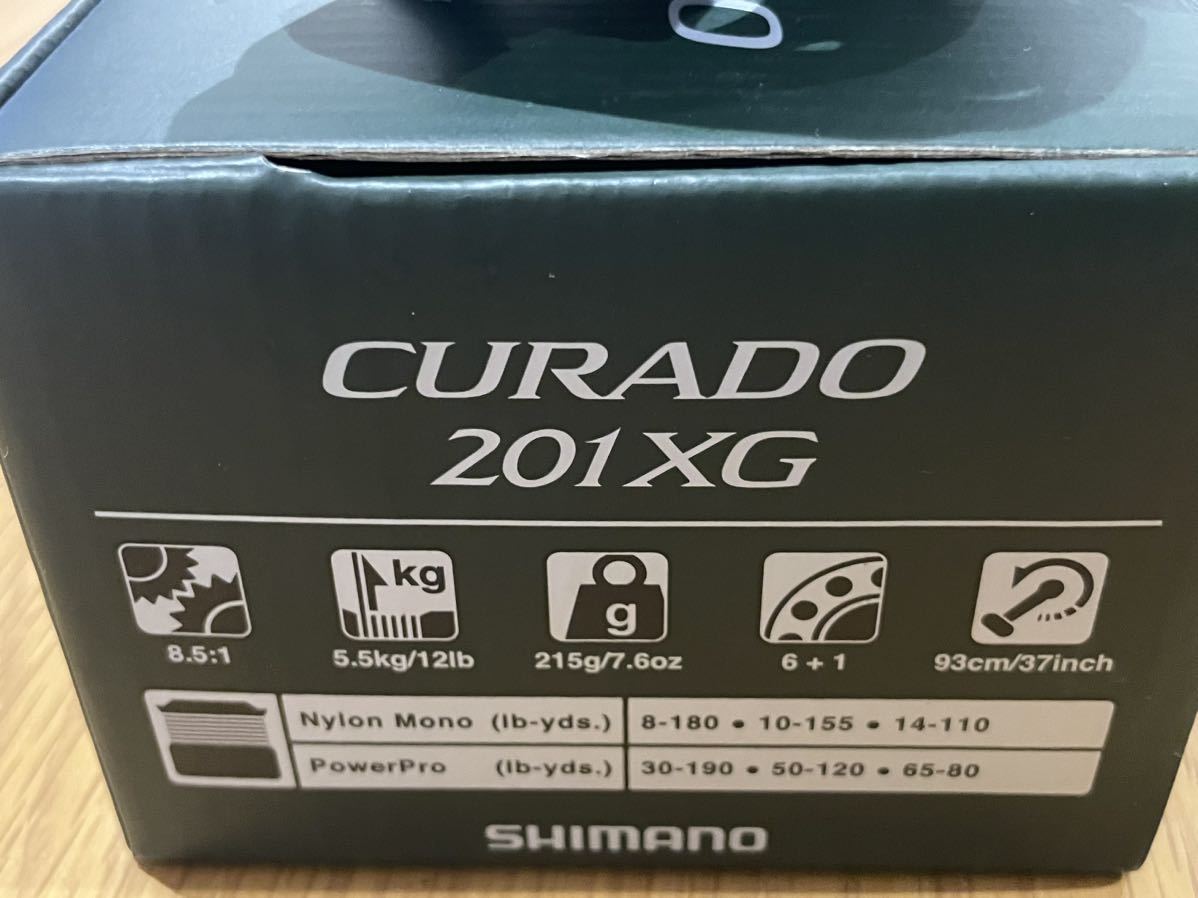 CURADO
201XG
kg
g
8.5:1 5.5kg/12lb 215g/7.6oz 6 + 1 93cm/37inch
Nylon Mono (lb-yds.) 8-180 • 10-155 • 14-110
PowerPro (lb-yds.) 30-190 • 50-120 • 65-80
SHIMANO